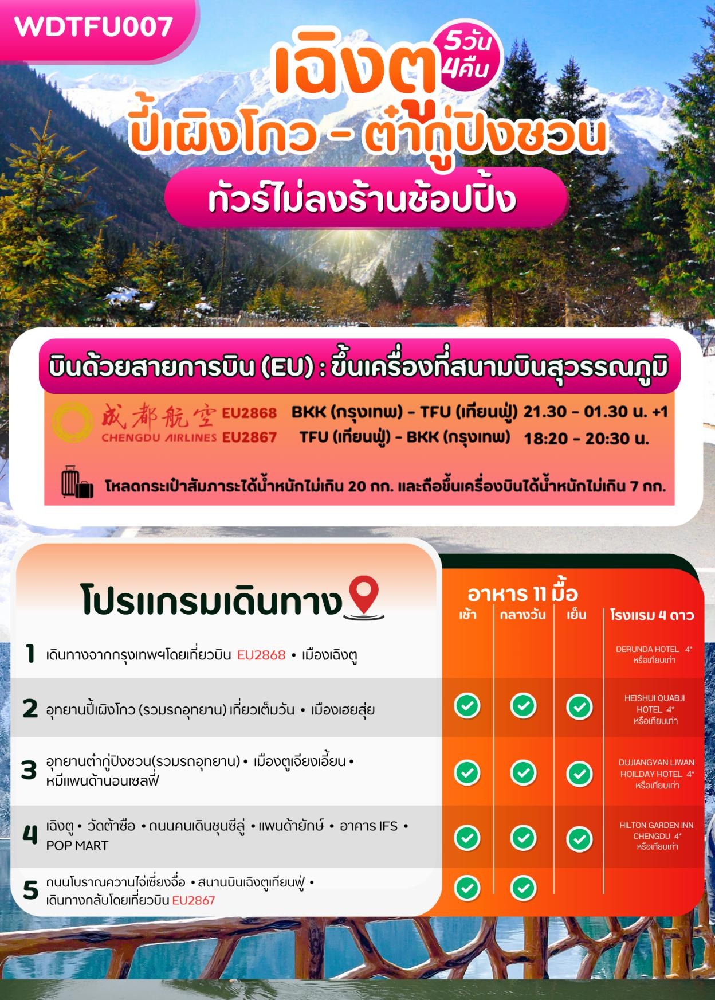 WDTFU007
เฉิงตู
5วัน
4คืน
ปี้เผิงโกว - ต๋ากู่ปิงชวน
ทัวร์ไม่ลงร้านช้อปปิ้ง
บินด้วยสายการบิน (EU) : ขึ้นเครื่องที่สนามบินสุวรรณภูมิ
成都航空 EU2868 BKK (กรุงเทพ) - TFU (เทียนฟู่) 21.30 - 01.30 น. +1
CHENGDU AIRLINES EU2867 TFU (เทียนฟู่) - BKK (กรุงเทพ) 18:20 - 20:30 น.
โหลดกระเป๋าสัมภาระได้น้ำหนักไม่เกิน 20 กก. และถือขึ้นเครื่องบินได้น้ำหนักไม่เกิน 7 กก.
โปรแกรมเดินทาง
อาหาร 11 มื้อ
เช้า กลางวัน เย็น โรงแรม 4 ดาว
1 เดินทางจากกรุงเทพฯโดยเที่ยวบิน EU2868 • เมืองเฉิงตู
DERUNDA HOTEL 4*
หรือเทียบเท่า
2 อุทยานปี้เผิงโกว (รวมรถอุทยาน) เที่ยวเต็มวัน • เมืองเฮยสุ่ย
HEISHUI QUABJI
HOTEL 4*
หรือเทียบเท่า
3 อุทยานต๋ากู่ปิงชวน(รวมรถอุทยาน) • เมืองตูเจียงเอี้ยน •
หมีแพนด้านอนเซลฟี่
DUJIANGYAN LIWAN
HOILDAY HOTEL 4*
หรือเทียบเท่า
4 เฉิงตู • วัดต้าซือ • ถนนคนเดินชุนซีลู่ • แพนด้ายักษ์ • อาคาร IFS •
POP MART
HILTON GARDEN INN
CHENGDU 4*
หรือเทียบเท่า
5 ถนนโบราณควานไจ่เซี่ยงจื่อ • สนานบินเฉิงตูเทียนฟู่ •
เดินทางกลับโดยเที่ยวบิน EU2867